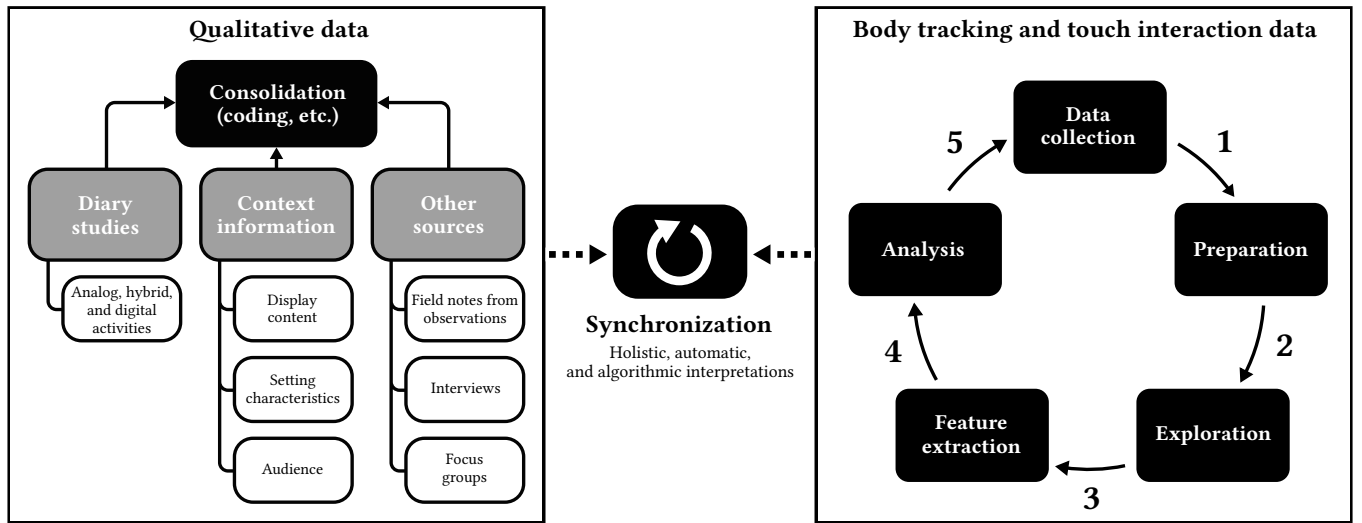 Qualitative data
Consolidation
(coding, etc.)
Diary
studies
Context
information
Other
sources
Analog, hybrid,
and digital
activities
Display
content
Setting
characteristics
Audience
Field notes from
observations
Interviews
Focus
groups
Synchronization
Holistic, automatic,
and algorithmic interpretations
Body tracking and touch interaction data
Data
collection
1
Preparation
2
Exploration
3
Feature
extraction
4
Analysis
5